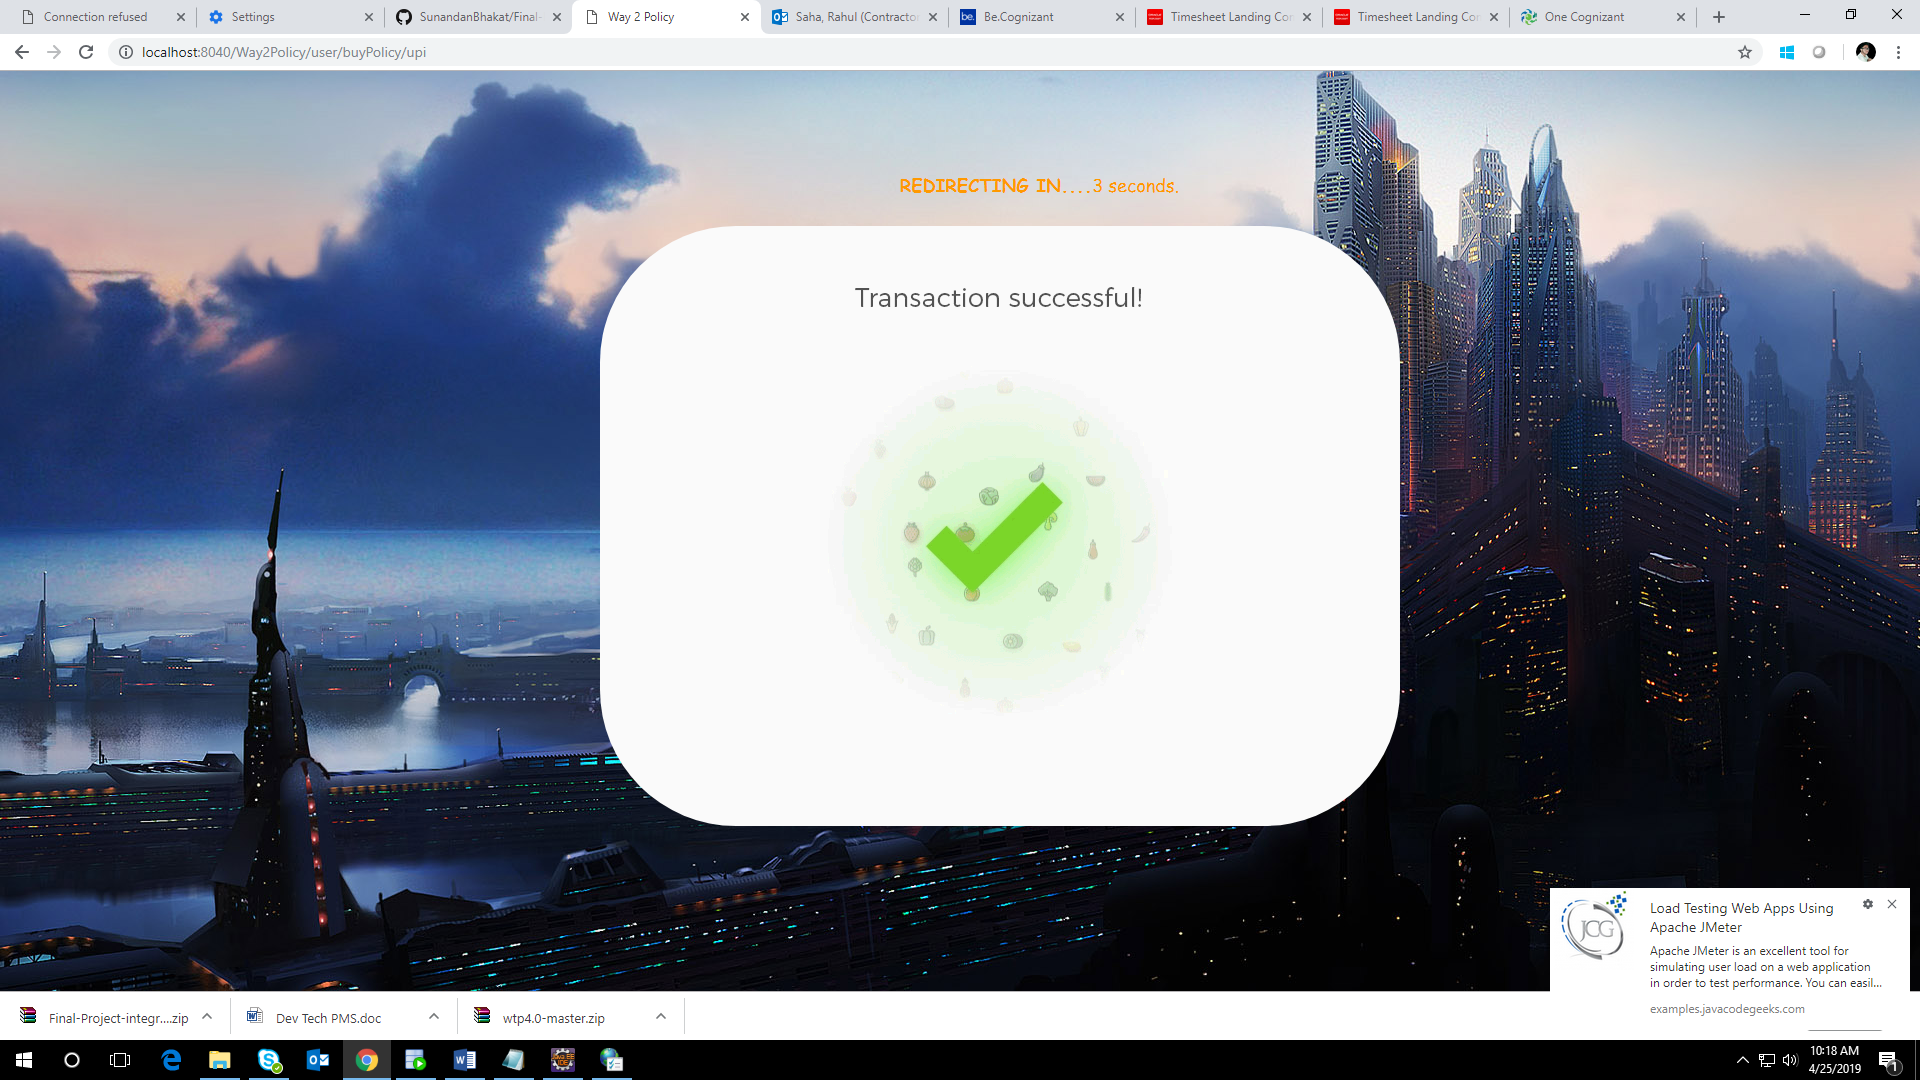 Connection refused
Settings
SunandanBhakat/Final-
Way 2 Policy
Saha, Rahul (Contractor
Be.Cognizant
Timesheet Landing Con
Timesheet Landing Con
One Cognizant
localhost:8040/Way2Policy/user/buyPolicy/upi
REDIRECTING IN....3 seconds.
Transaction successful!
JCG
Load Testing Web Apps Using
Apache JMeter
Apache JMeter is an excellent tool for
simulating user load on a web application
in order to test performance. You can easil...
examples.javacodegeeks.com
Final-Project-integr....zip
Dev Tech PMS.doc
wtp4.0-master.zip
10:18 AM
4/25/2019
1